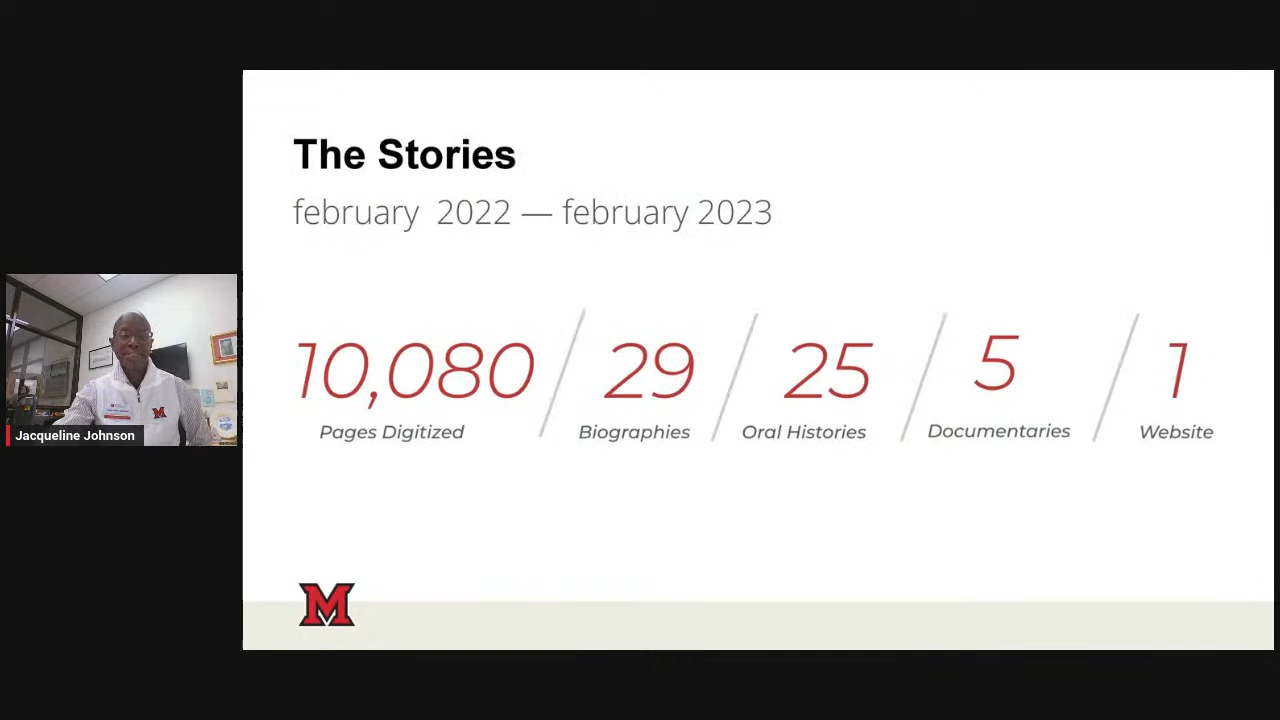 The Stories
february 2022 — february 2023
10,080 29 25 5 1
Pages Digitized Biographies Oral Histories Documentaries Website
Jacqueline Johnson
M
M